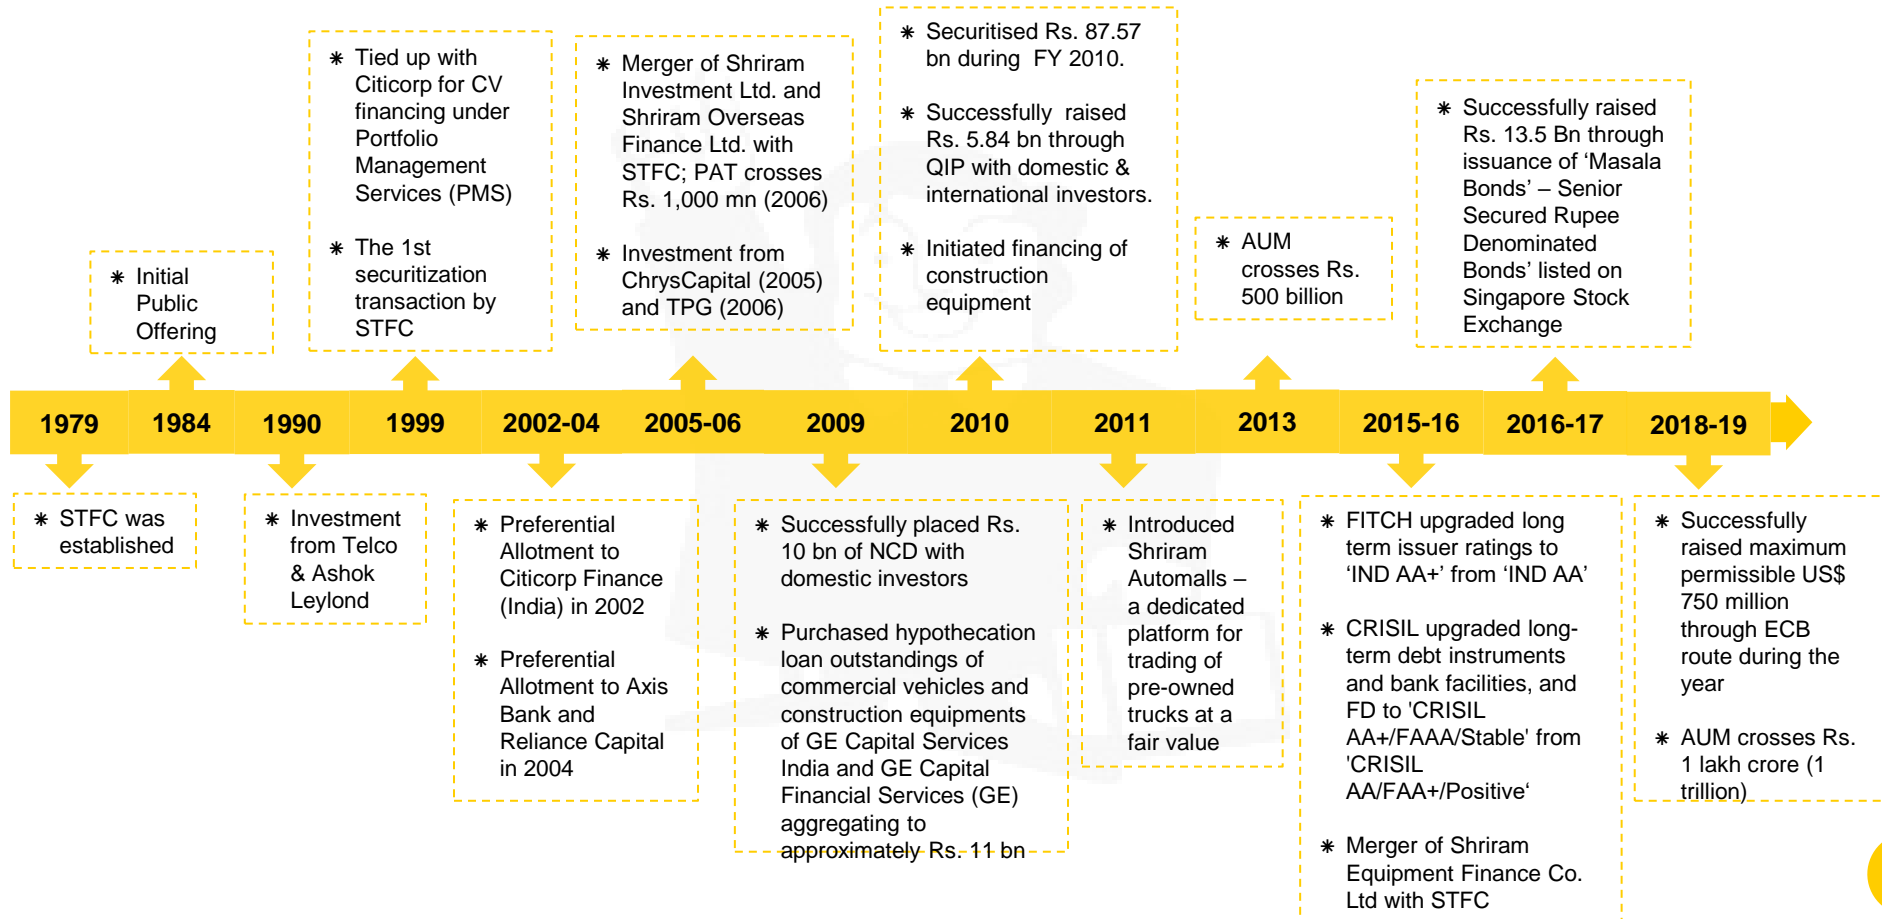 * Tied up with
Citicorp for CV
financing under
Portfolio
Management
Services (PMS)
* The 1st
securitization
transaction by
STFC
* Merger of Shriram
Investment Ltd. and
Shriram Overseas
Finance Ltd. with
STFC; PAT crosses
Rs. 1,000 mn (2006)
* Investment from
ChrysCapital (2005)
and TPG (2006)
* Securitised Rs. 87.57
bn during FY 2010.
* Successfully raised
Rs. 5.84 bn through
QIP with domestic &
international investors.
* Initiated financing of
construction
equipment
* Successfully raised
Rs. 13.5 Bn through
issuance of ‘Masala
Bonds’ – Senior
Secured Rupee
Denominated
Bonds’ listed on
Singapore Stock
Exchange
* AUM
crosses Rs.
500 billion
* Initial
Public
Offering
1979 1984 1990 1999 2002-04 2005-06 2009 2010 2011 2013 2015-16 2016-17 2018-19
* STFC was
established
* Investment
from Telco
& Ashok
Leylond
* Preferential
Allotment to
Citicorp Finance
(India) in 2002
* Preferential
Allotment to Axis
Bank and
Reliance Capital
in 2004
* Successfully placed Rs.
10 bn of NCD with
domestic investors
* Purchased hypothecation
loan outstandings of
commercial vehicles and
construction equipments
of GE Capital Services
India and GE Capital
Financial Services (GE)
aggregating to
approximately Rs. 11 bn
* Introduced
Shriram
Automalls –
a dedicated
platform for
trading of
pre-owned
trucks at a
fair value
* FITCH upgraded long
term issuer ratings to
‘IND AA+’ from ‘IND AA’
* CRISIL upgraded long-
term debt instruments
and bank facilities, and
FD to 'CRISIL
AA+/FAAA/Stable' from
'CRISIL
AA/FAA+/Positive‘
* Merger of Shriram
Equipment Finance Co.
Ltd with STFC
* Successfully
raised maximum
permissible US$
750 million
through ECB
route during the
year
* AUM crosses Rs.
1 lakh crore (1
trillion)